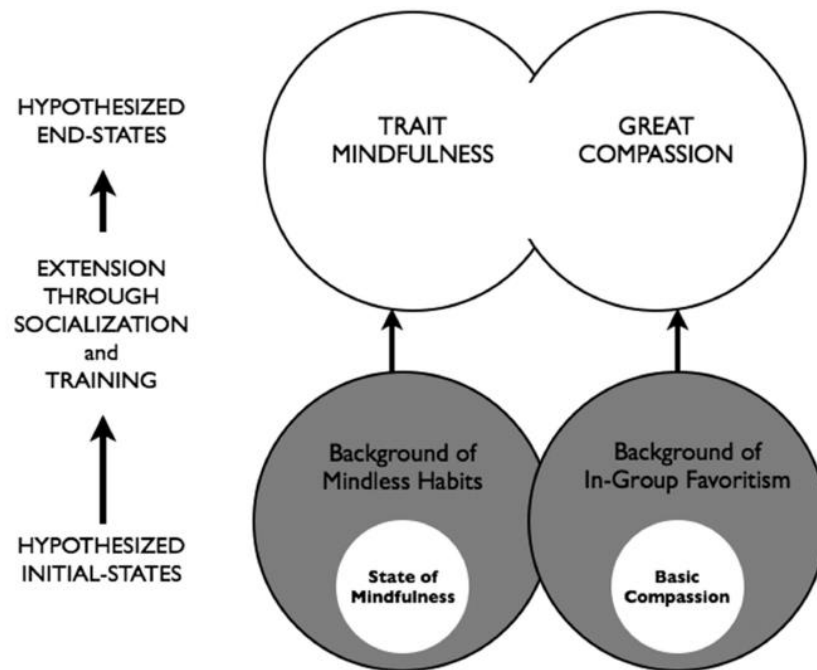 HYPOTHESIZED
END-STATES
EXTENSION
THROUGH
SOCIALIZATION
and
TRAINING
HYPOTHESIZED
INITIAL-STATES
TRAIT
MINDFULNESS
GREAT
COMPASSION
Background of
Mindless Habits
State of
Mindfulness
Background of
In-Group Favoritism
Basic
Compassion